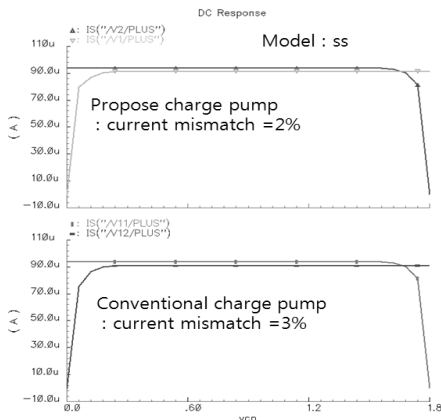 DC Response
▲: IS("/V2/PLUS")
▽: IS("/V1/PLUS")
Model : ss
110u
90.0u
70.0u
50.0u
30.0u
10.0u
-10.0u
(A)
Propose charge pump
: current mismatch =2%
IS("/V11/PLUS")
IS("/V12/PLUS")
110u
90.0u
70.0u
50.0u
30.0u
10.0u
-10.0u
(A)
Conventional charge pump
: current mismatch =3%
0.0
.60
1.2
1.8